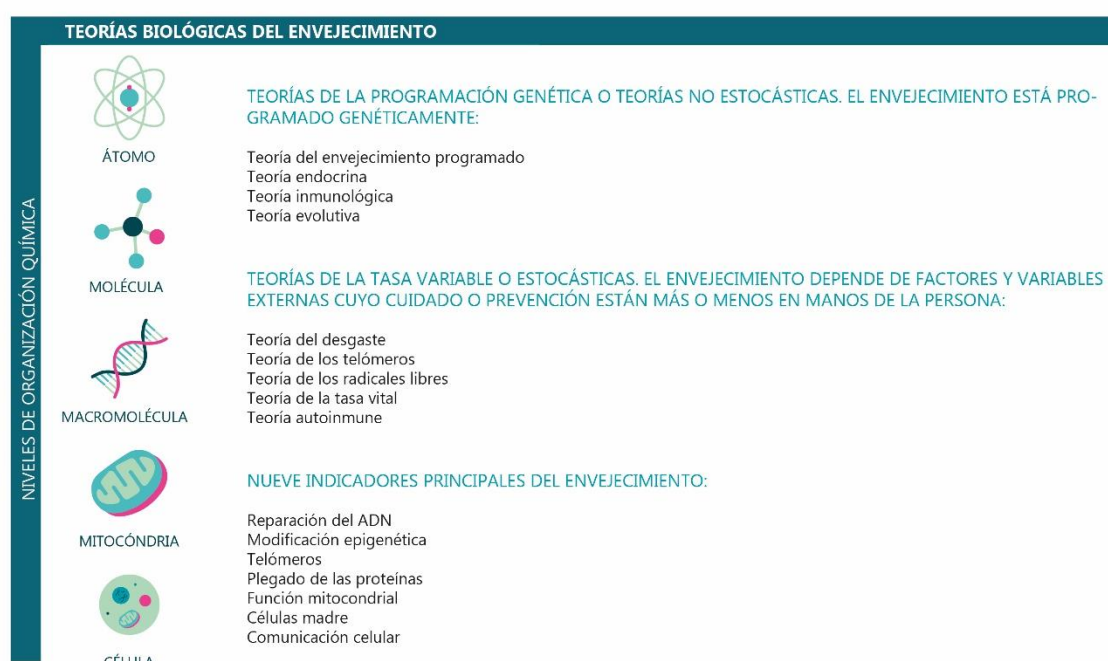 TEORÍAS BIOLÓGICAS DEL ENVEJECIMIENTO
NIVELES DE ORGANIZACIÓN QUÍMICA
ÁTOMO
MOLÉCULA
MACROMOLÉCULA
MITOCÓNDRIA
CÉLULA
TEORÍAS DE LA PROGRAMACIÓN GENÉTICA O TEORÍAS NO ESTOCÁSTICAS. EL ENVEJECIMIENTO ESTÁ PRO-
GRAMADO GENÉTICAMENTE:
Teoría del envejecimiento programado
Teoría endocrina
Teoría inmunológica
Teoría evolutiva
TEORÍAS DE LA TASA VARIABLE O ESTOCÁSTICAS. EL ENVEJECIMIENTO DEPENDE DE FACTORES Y VARIABLES
EXTERNAS CUYO CUIDADO O PREVENCIÓN ESTÁN MÁS O MENOS EN MANOS DE LA PERSONA:
Teoría del desgaste
Teoría de los telómeros
Teoría de los radicales libres
Teoría de la tasa vital
Teoría autoinmune
NUEVE INDICADORES PRINCIPALES DEL ENVEJECIMIENTO:
Reparación del ADN
Modificación epigenética
Telómeros
Plegado de las proteínas
Función mitocondrial
Células madre
Comunicación celular